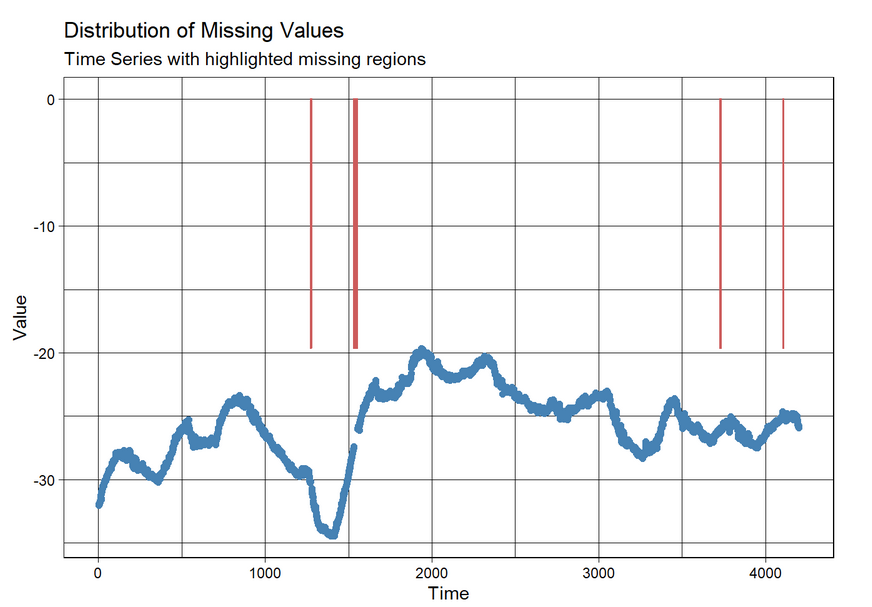 Distribution of Missing Values
Time Series with highlighted missing regions
0
-10
-20
-30
Value
0 1000 2000 3000 4000
Time